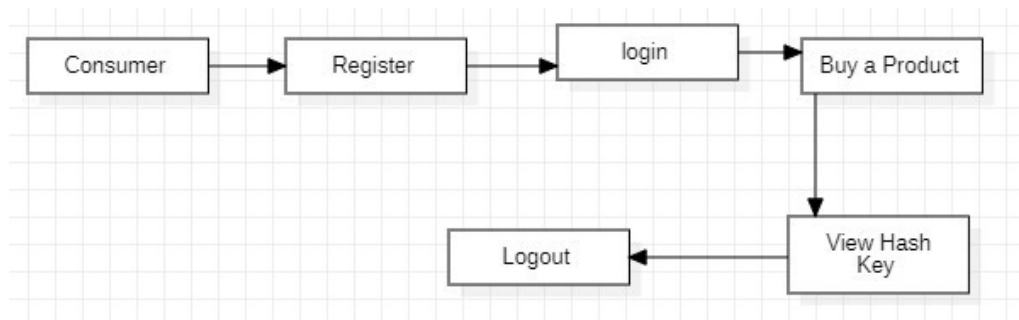 Consumer
Register
login
Buy a Product
View Hash
Key
Logout